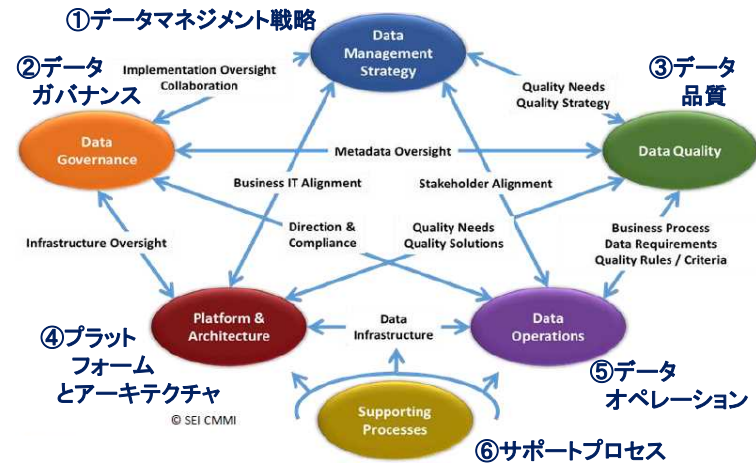 ①データマネジメント戦略
Data
Management
Strategy
②データ
ガバナンス
Implementation Oversight
Collaboration
Quality Needs
Quality Strategy
③データ
品質
Data
Governance
Metadata Oversight
Data Quality
Business IT Alignment
Stakeholder Alignment
Infrastructure Oversight
Direction &
Compliance
Quality Needs
Quality Solutions
Business Process
Data Requirements
Quality Rules / Criteria
Platform &
Architecture
Data
Infrastructure
Data
Operations
④プラット
フォーム
とアーキテクチャ
⑤データ
オペレーション
© SEI CMMI
Supporting
Processes
⑥サポートプロセス